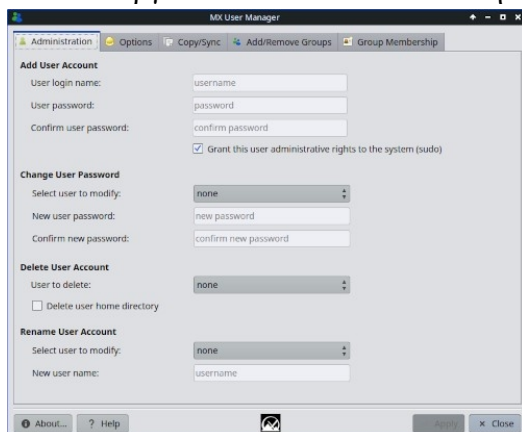 MX User Manager
Administration Options Copy/Sync Add/Remove Groups Group Membership
Add User Account
User login name: username
User password: password
Confirm user password: confirm password
Grant this user administrative rights to the system (sudo)
Change User Password
Select user to modify: none
New user password: new password
Confirm new password: confirm new password
Delete User Account
User to delete: none
Delete user home directory
Rename User Account
Select user to modify: none
New user name: username
About... ? Help Apply × Close